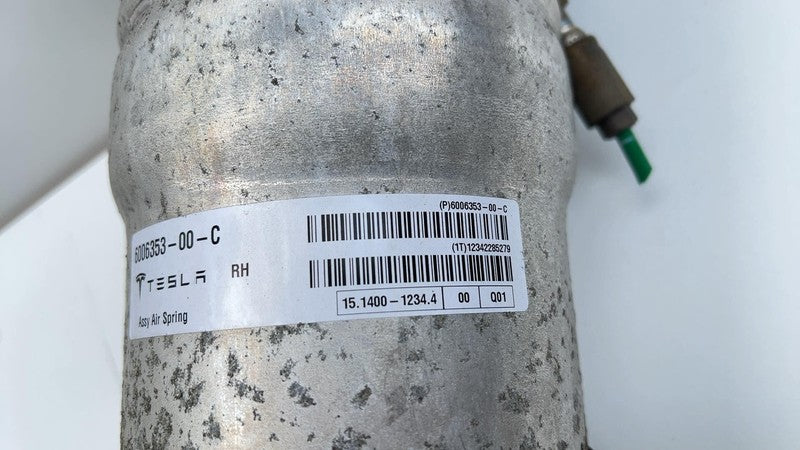 6006353-00-C
TESLA RH
Assy Air Spring
(P)6006353-00-C
(1T)12342285279
15.1400-1234.4 00 Q01